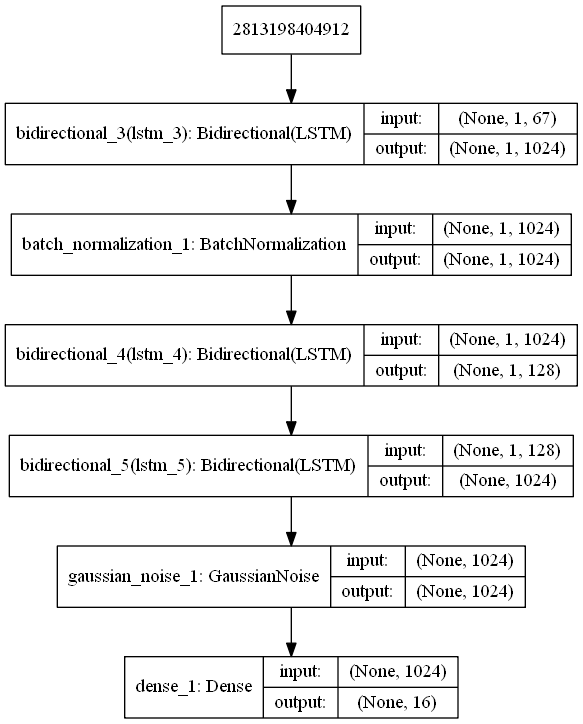 2813198404912
bidirectional_3(lstm_3): Bidirectional(LSTM)
input: (None, 1, 67)
output: (None, 1, 1024)
batch_normalization_1: BatchNormalization
input: (None, 1, 1024)
output: (None, 1, 1024)
bidirectional_4(lstm_4): Bidirectional(LSTM)
input: (None, 1, 1024)
output: (None, 1, 128)
bidirectional_5(lstm_5): Bidirectional(LSTM)
input: (None, 1, 128)
output: (None, 1024)
gaussian_noise_1: GaussianNoise
input: (None, 1024)
output: (None, 1024)
dense_1: Dense
input: (None, 1024)
output: (None, 16)